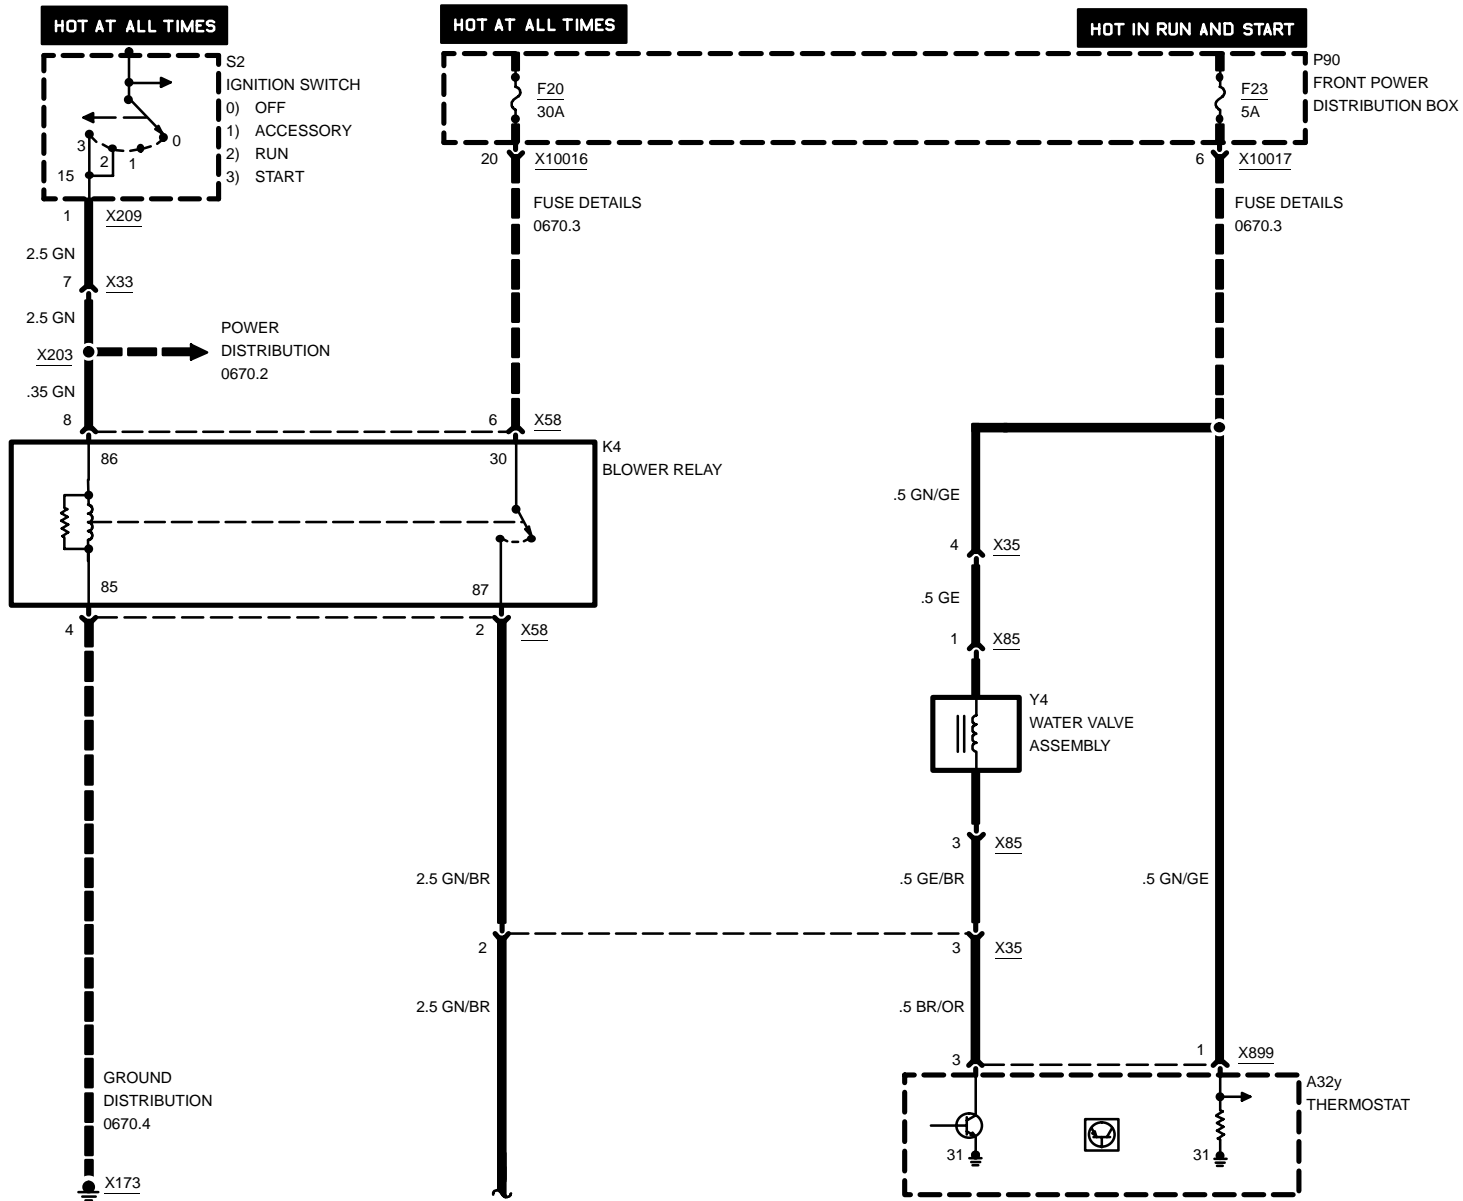 HOT AT ALL TIMES
HOT AT ALL TIMES
HOT IN RUN AND START
S2
IGNITION SWITCH
0) OFF
1) ACCESSORY
2) RUN
3) START
0
3
2
1
15
F20
30A
F23
5A
P90
FRONT POWER
DISTRIBUTION BOX
1
X209
20
X10016
6
X10017
FUSE DETAILS
0670.3
FUSE DETAILS
0670.3
2.5 GN
7
X33
2.5 GN
X203
POWER
DISTRIBUTION
0670.2
.35 GN
8
6
X58
86
30
K4
BLOWER RELAY
85
87
4
2
X58
.5 GN/GE
4
X35
.5 GE
1
X85
Y4
WATER VALVE
ASSEMBLY
3
X85
2.5 GN/BR
.5 GE/BR
.5 GN/GE
2
3
X35
2.5 GN/BR
.5 BR/OR
3
1
X899
A32y
THERMOSTAT
31
31
GROUND
DISTRIBUTION
0670.4
X173